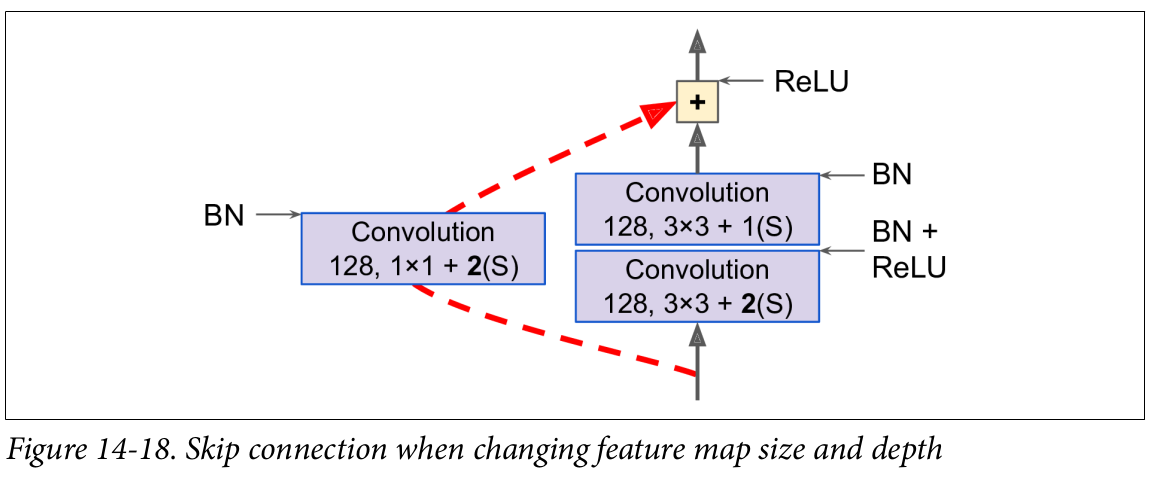 +
ReLU
Convolution
128, 3×3 + 1(S)
BN
BN
Convolution
128, 1×1 + 2(S)
BN +
ReLU
Convolution
128, 3×3 + 2(S)
Figure 14-18. Skip connection when changing feature map size and depth